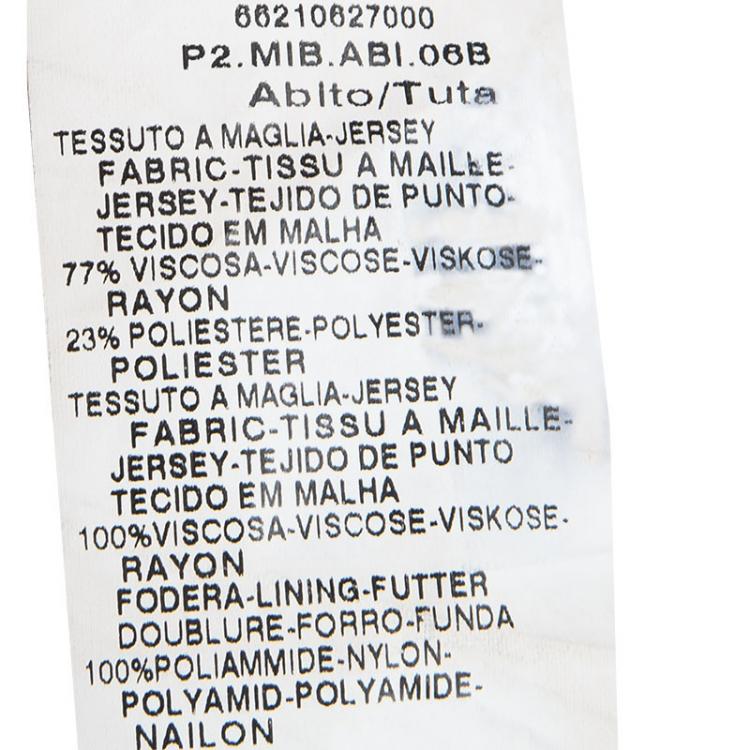 66210627000
P2.MIB.ABI.06B
Abito/Tuta
TESSUTO A MAGLIA-JERSEY
FABRIC-TISSU A MAILLE-
JERSEY-TEJIDO DE PUNTO-
TECIDO EM MALHA
77% VISCOSA-VISCOSE-VISKOSE-
RAYON
23% POLIESTERE-POLYESTER-
POLIESTER
TESSUTO A MAGLIA-JERSEY
FABRIC-TISSU A MAILLE-
JERSEY-TEJIDO DE PUNTO
TECIDO EM MALHA
100%VISCOSA-VISCOSE-VISKOSE-
RAYON
FODERA-LINING-FUTTER
DOUBLURE-FORRO-FUNDA
100%POLIAMMIDE-NYLON-
POLYAMID-POLYAMIDE-
NAILON